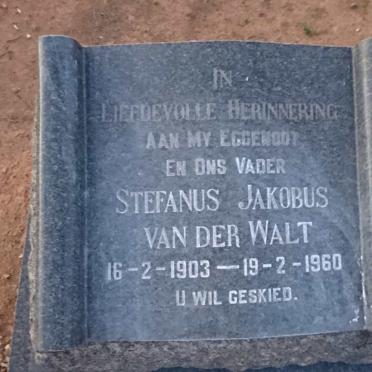 IN
LIEFDEVOLLE HERINNERING
AAN MY EGGENOOT
EN ONS VADER
STEFANUS JAKOBUS
VAN DER WALT
16-2-1903—19-2-1960
U WIL GESKIED.